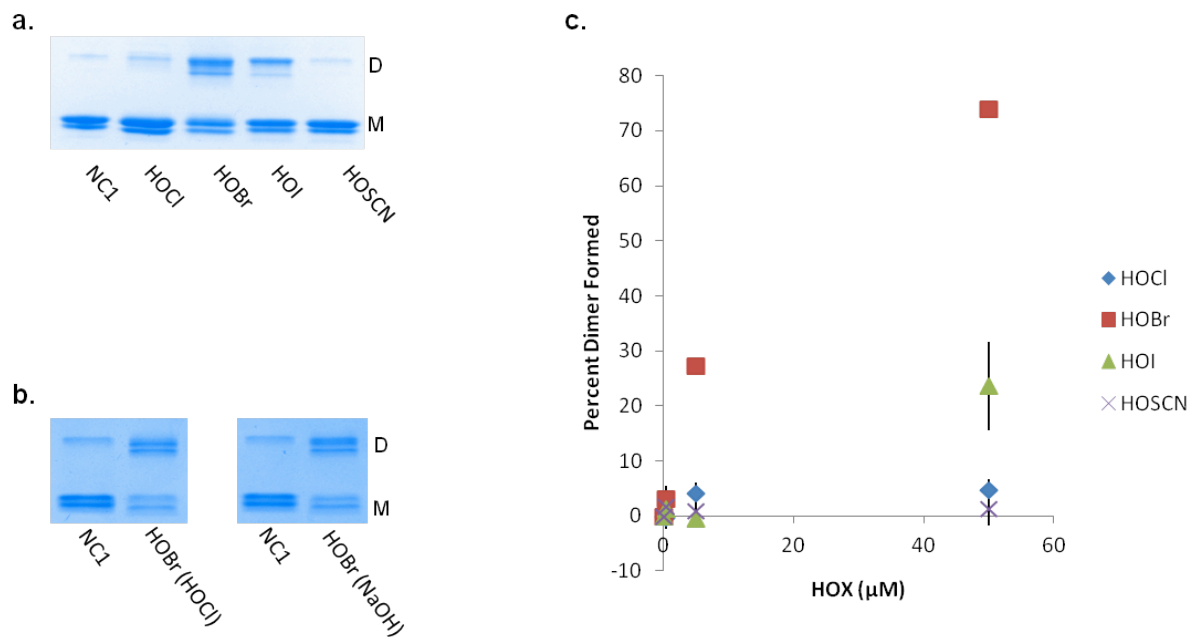 a.
D
M
NC1
HOCl
HOBr
HOI
HOSCN
b.
D
M
NC1
HOBr (HOCl)
NC1
HOBr (NaOH)
c.
80
70
60
50
40
30
20
10
0
-10
0
20
40
60
Percent Dimer Formed
HOX (µM)
HOCl
HOBr
HOI
HOSCN